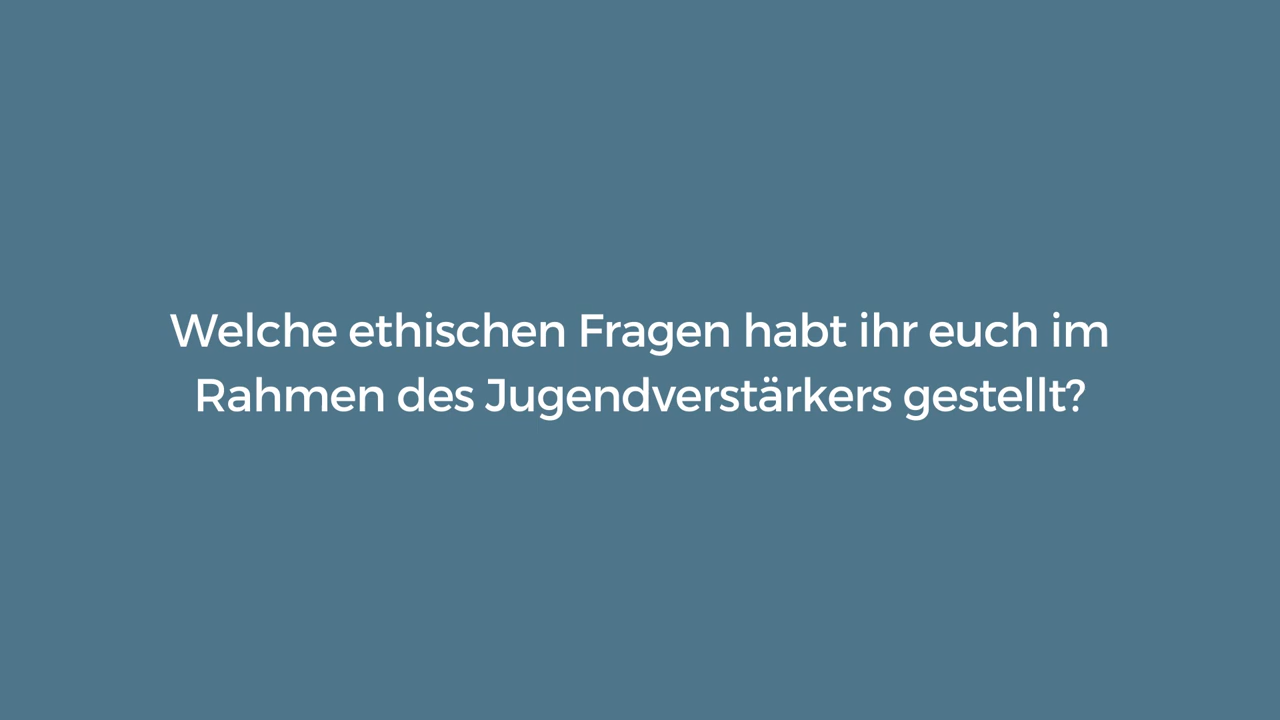 Welche ethischen Fragen habt ihr euch im
Rahmen des Jugendverstärkers gestellt?